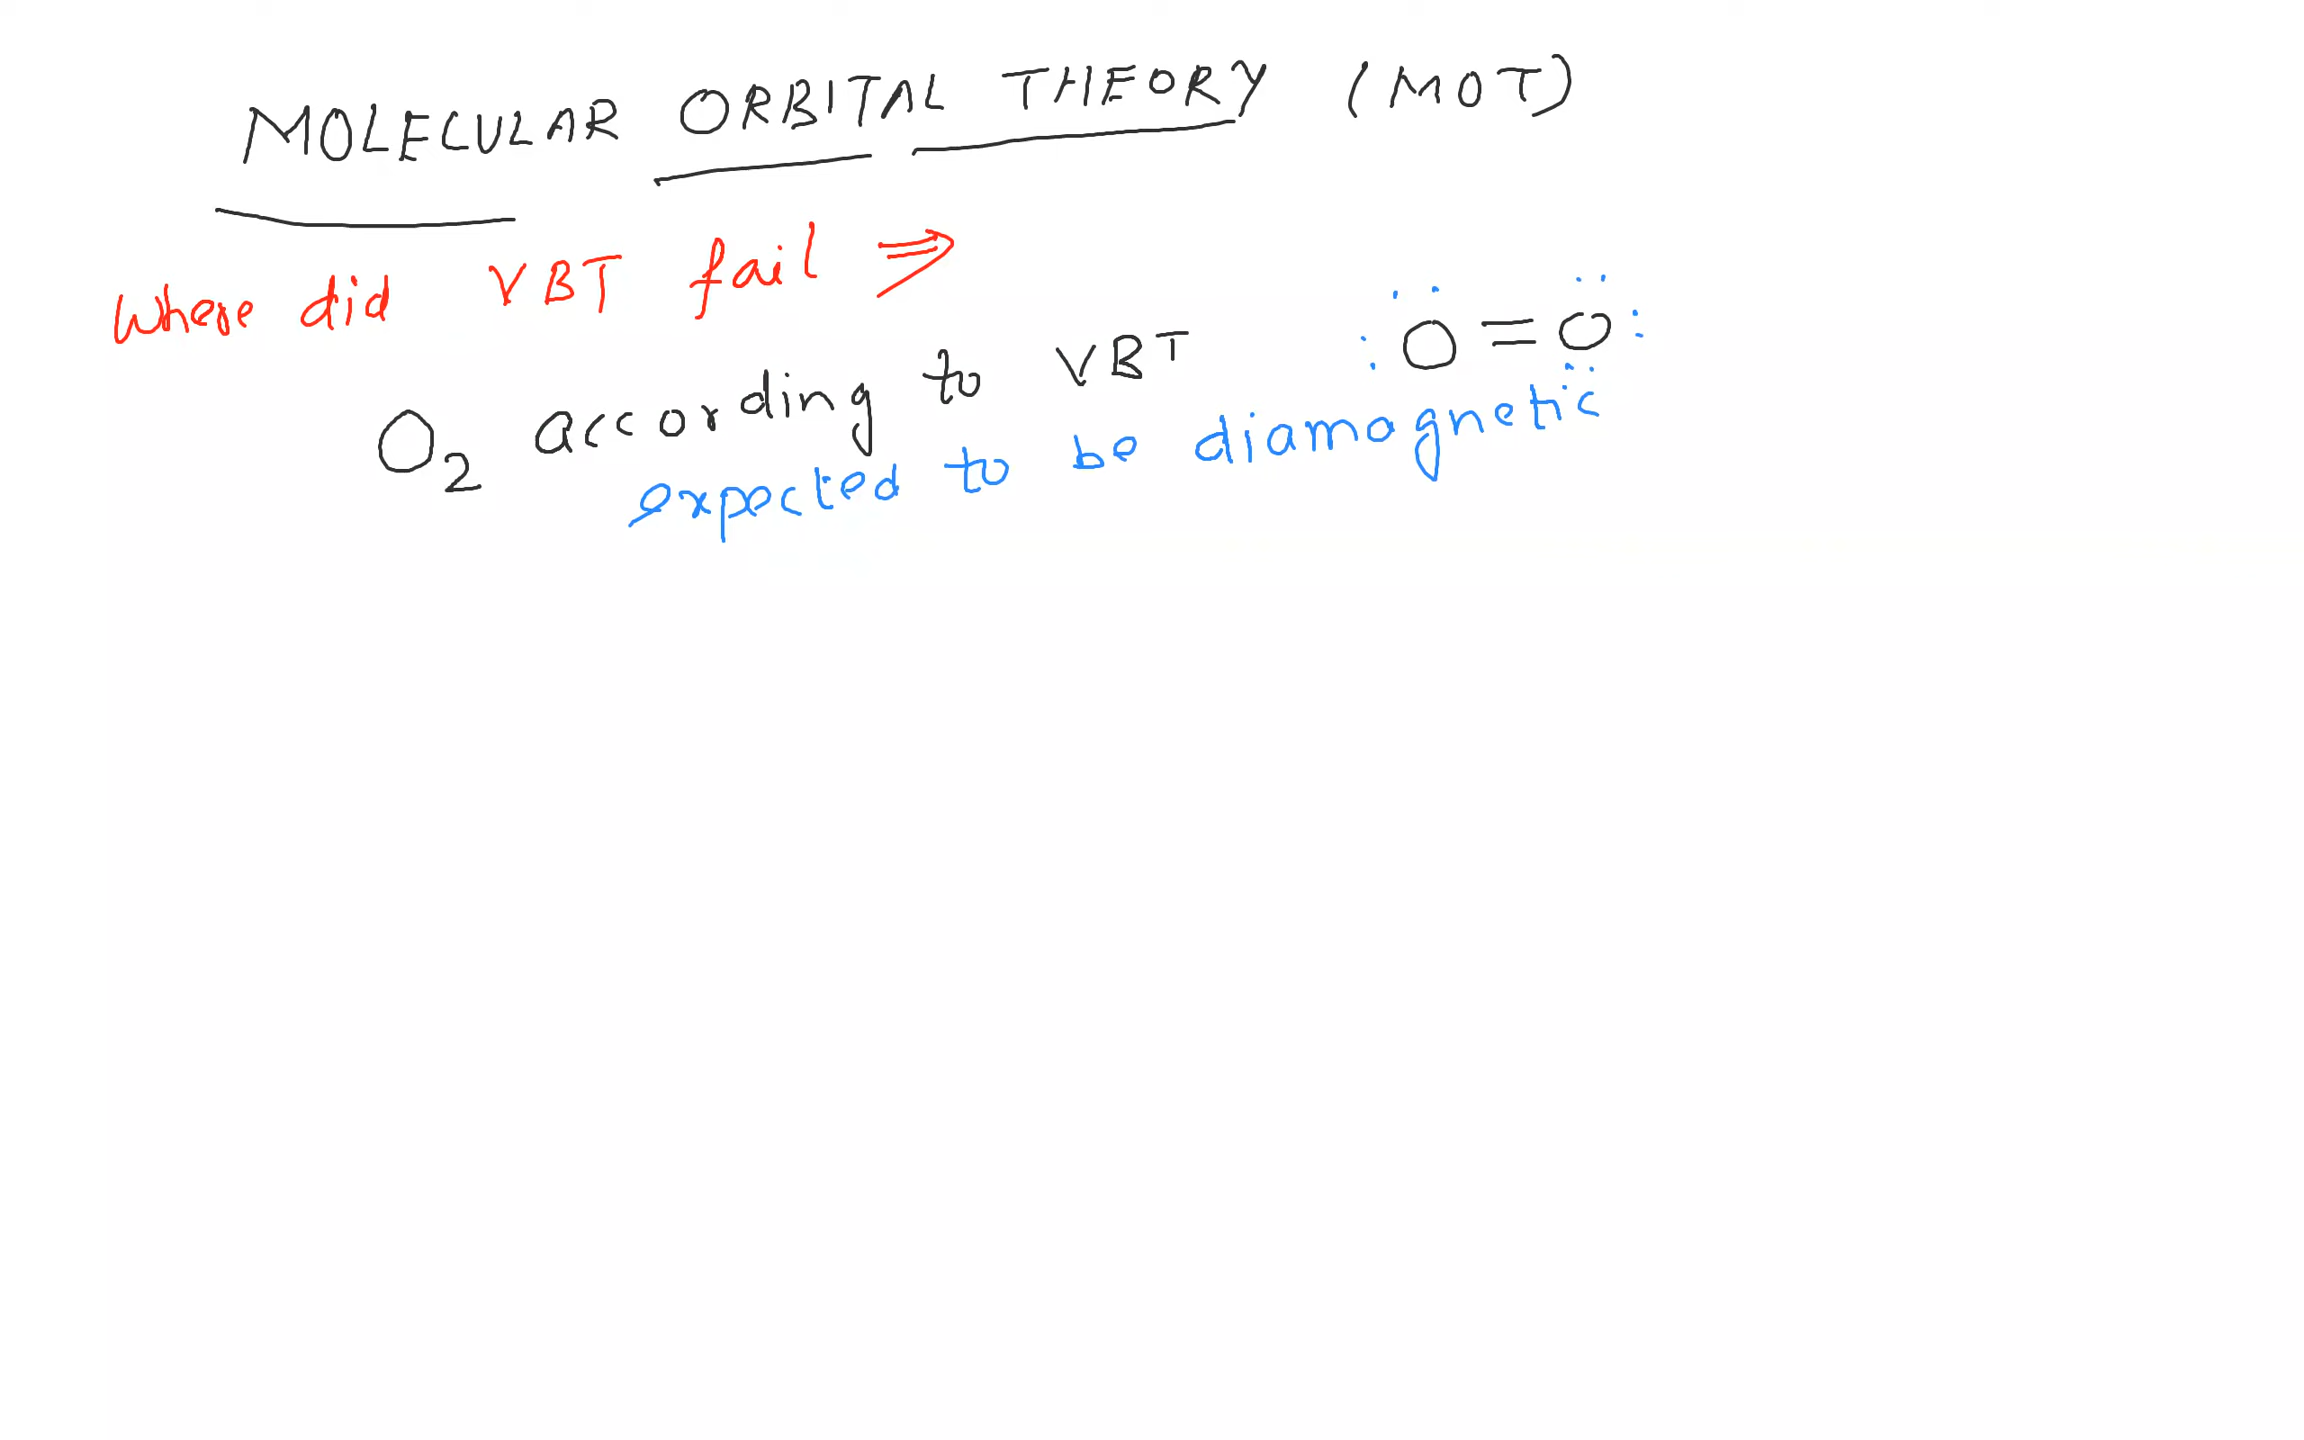 MOLECULAR ORBITAL THEORY (MOT)
Where did VBT fail ⇒
O₂ according to VBT :Ö=Ö:
expected to be diamagnetic